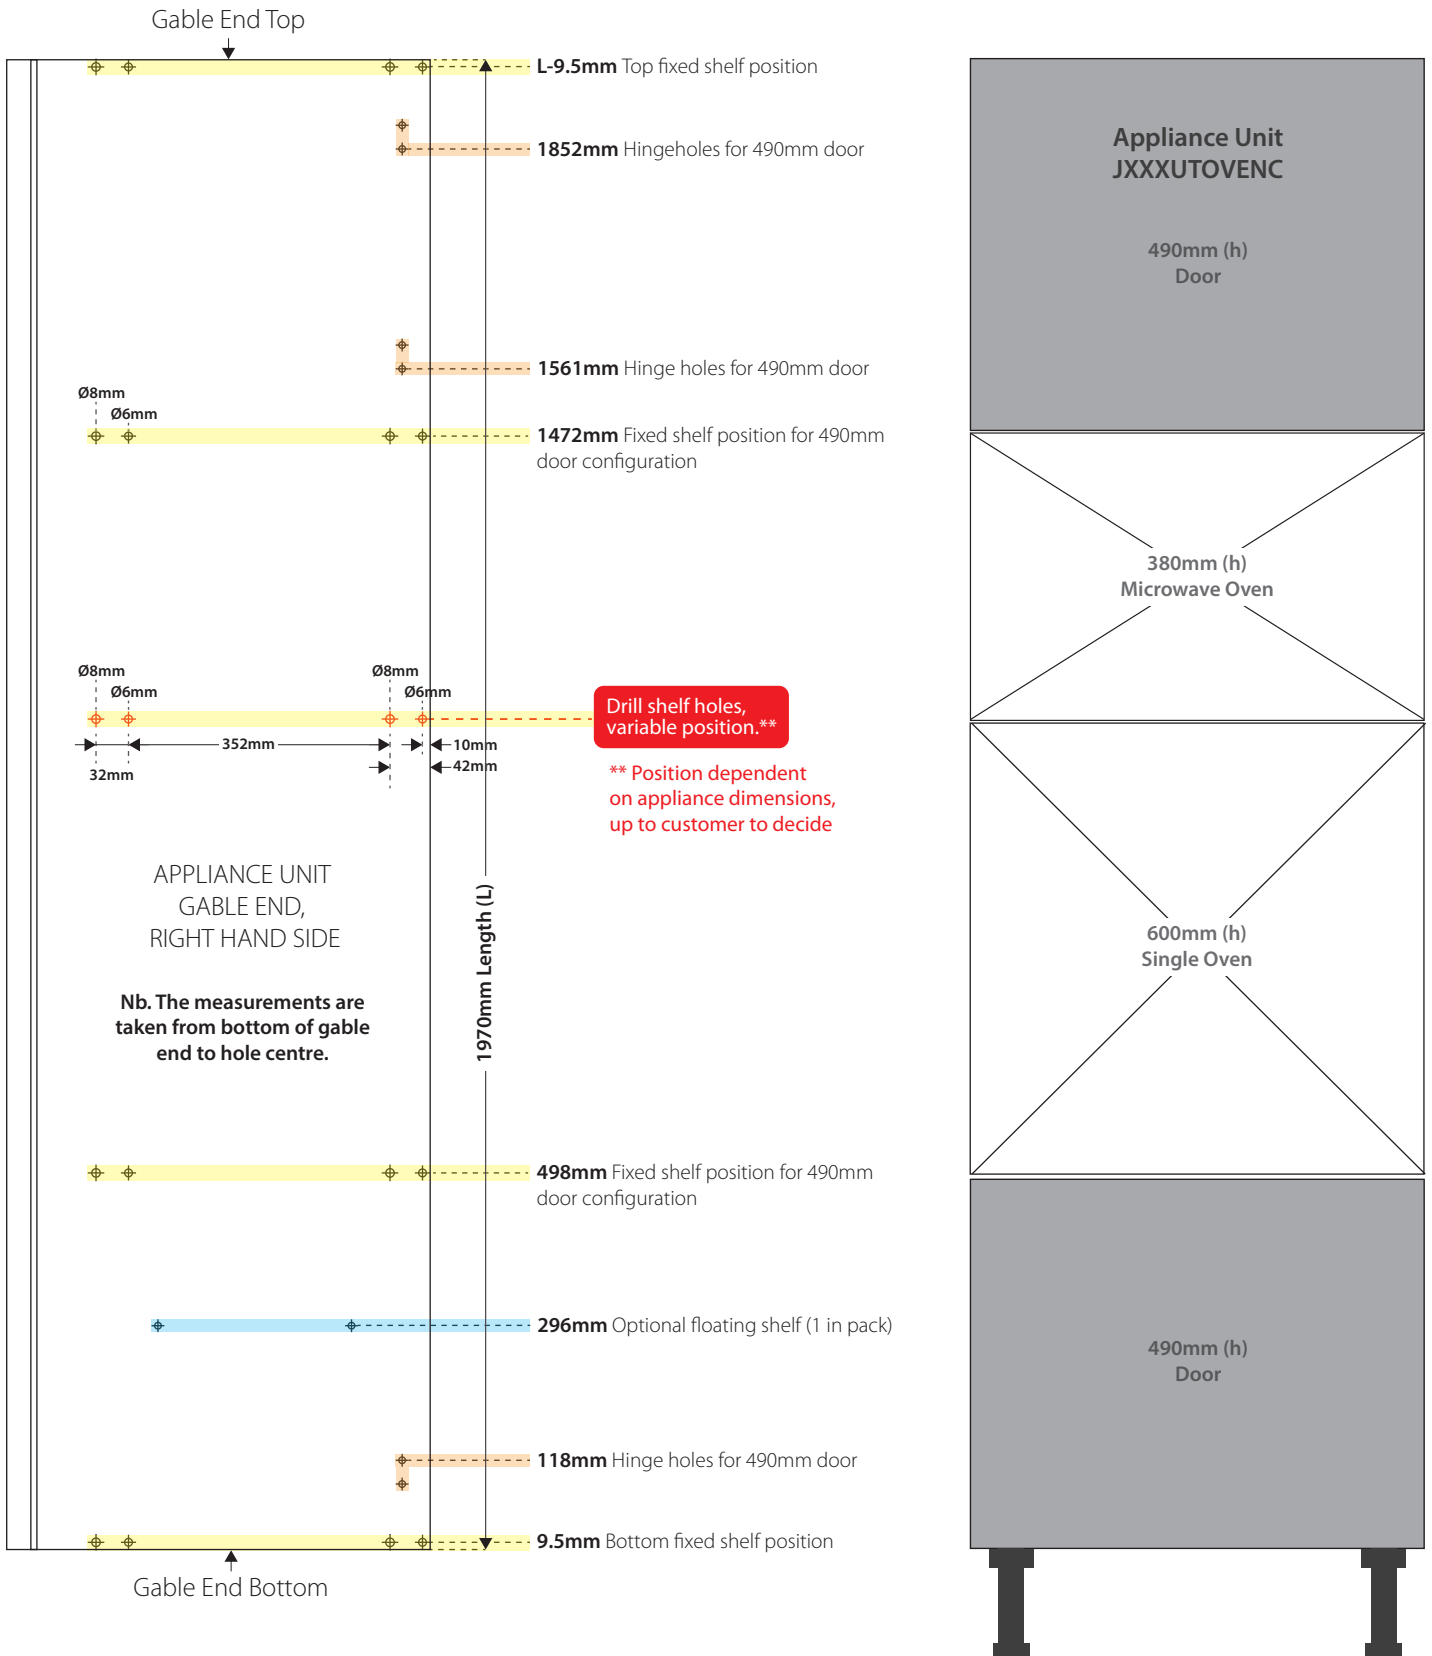 Gable End Top
L-9.5mm Top fixed shelf position
1852mm Hingeholes for 490mm door
1561mm Hinge holes for 490mm door
Ø8mm
Ø6mm
1472mm Fixed shelf position for 490mm
door configuration
Ø8mm
Ø6mm
Ø8mm
Ø6mm
352mm
32mm
10mm
42mm
Drill shelf holes,
variable position.**
** Position dependent
on appliance dimensions,
up to customer to decide
APPLIANCE UNIT
GABLE END,
RIGHT HAND SIDE
Nb. The measurements are
taken from bottom of gable
end to hole centre.
1970mm Length (L)
498mm Fixed shelf position for 490mm
door configuration
296mm Optional floating shelf (1 in pack)
118mm Hinge holes for 490mm door
9.5mm Bottom fixed shelf position
Gable End Bottom
Appliance Unit
JXXXUTOVENC
490mm (h)
Door
380mm (h)
Microwave Oven
600mm (h)
Single Oven
490mm (h)
Door